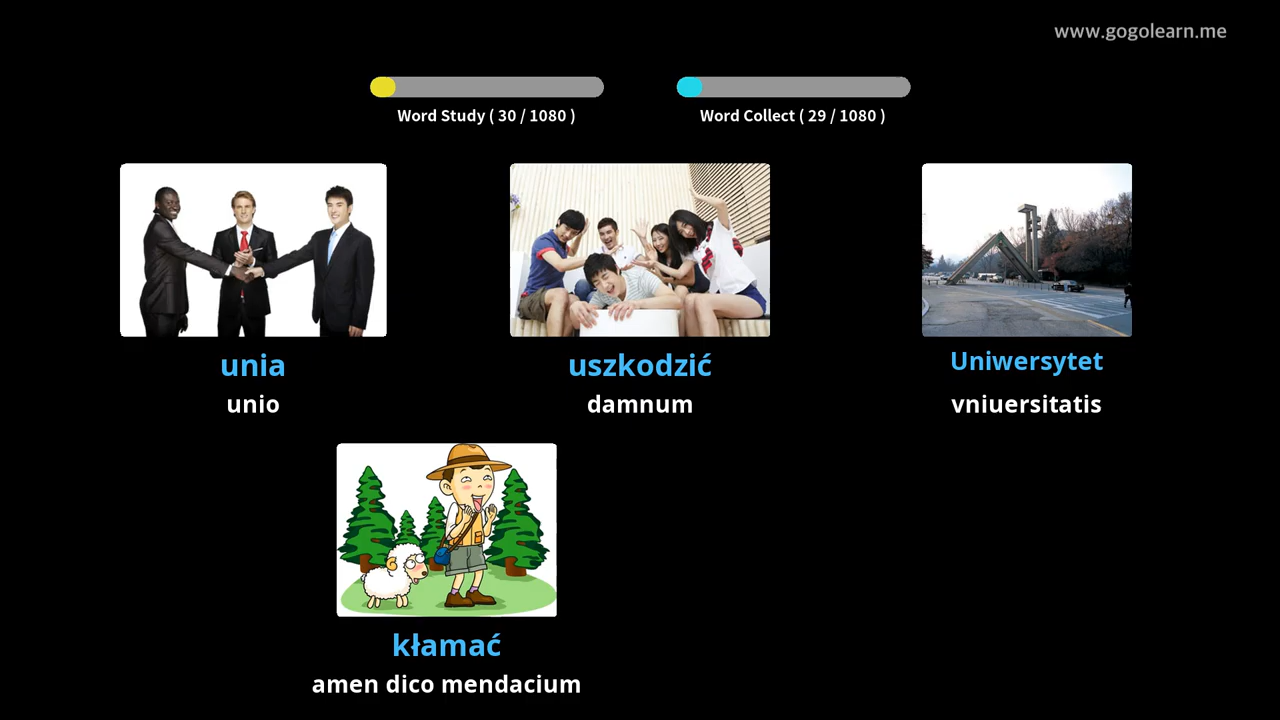 www.gogolearn.me
Word Study ( 30 / 1080 )
Word Collect ( 29 / 1080 )
unia
uszkodzić
Uniwersytet
unio
damnum
vniuersitatis
kłamać
amen dico mendacium